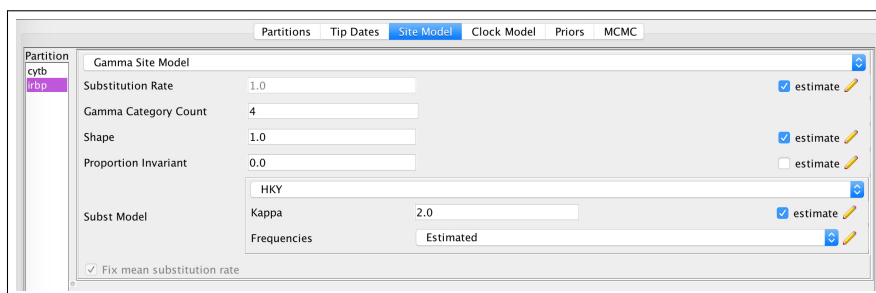 Partitions Tip Dates Site Model Clock Model Priors MCMC
Partition
cytb
irbp
Gamma Site Model
Substitution Rate 1.0 estimate
Gamma Category Count 4
Shape 1.0 estimate
Proportion Invariant 0.0 estimate
HKY
Subst Model
Kappa 2.0 estimate
Frequencies Estimated
Fix mean substitution rate